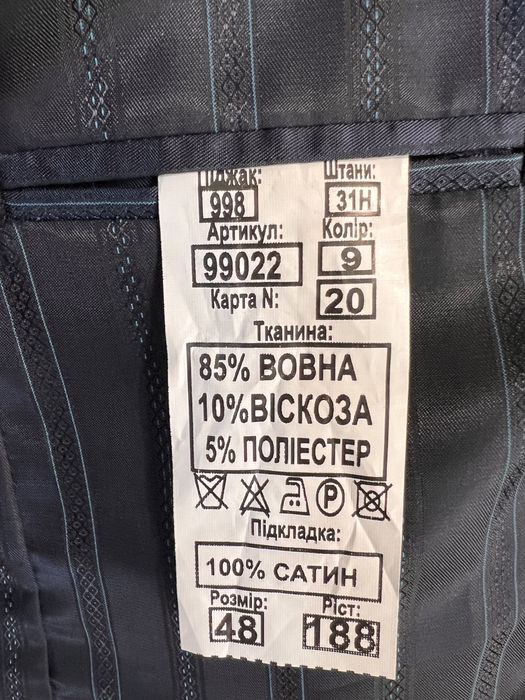 Піджак: Штани:
998 31Н
Артикул: Колір:
99022 9
Карта N: 20
Тканина:
85% ВОВНА
10% ВІСКОЗА
5% ПОЛІЕСТЕР
P
Підкладка:
100% САТИН
Розмір: Ріст:
48 188